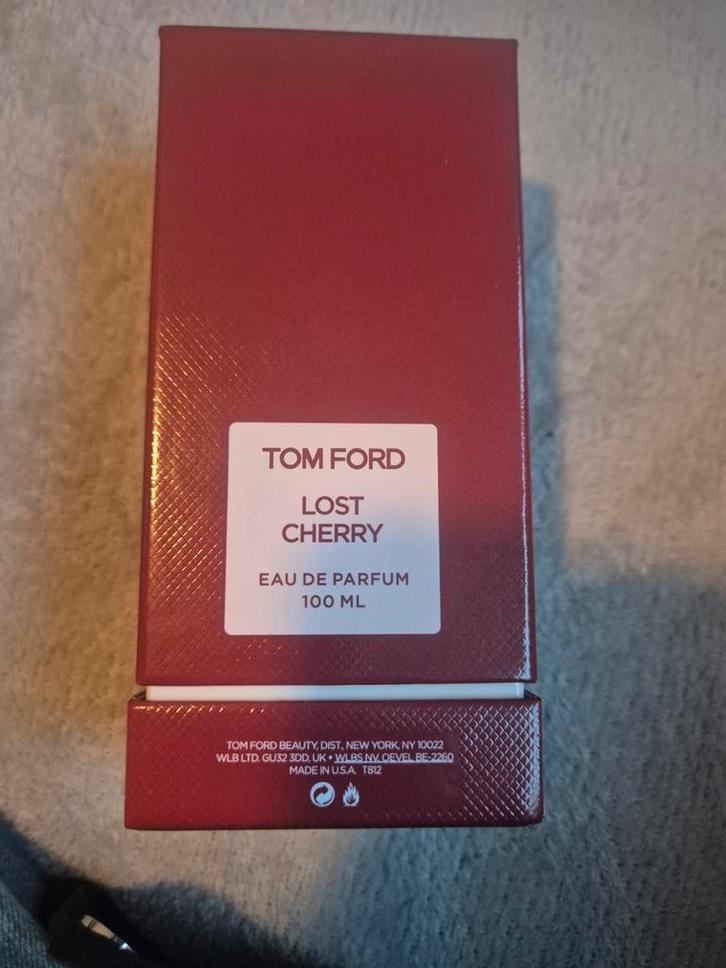 TOM FORD
LOST
CHERRY
EAU DE PARFUM
100 ML
TOM FORD BEAUTY, DIST., NEW YORK, NY 10022
WLB LTD. GU32 3DD, UK • WLBS NV. OEVEL BE-2260
MADE IN U.S.A. T812